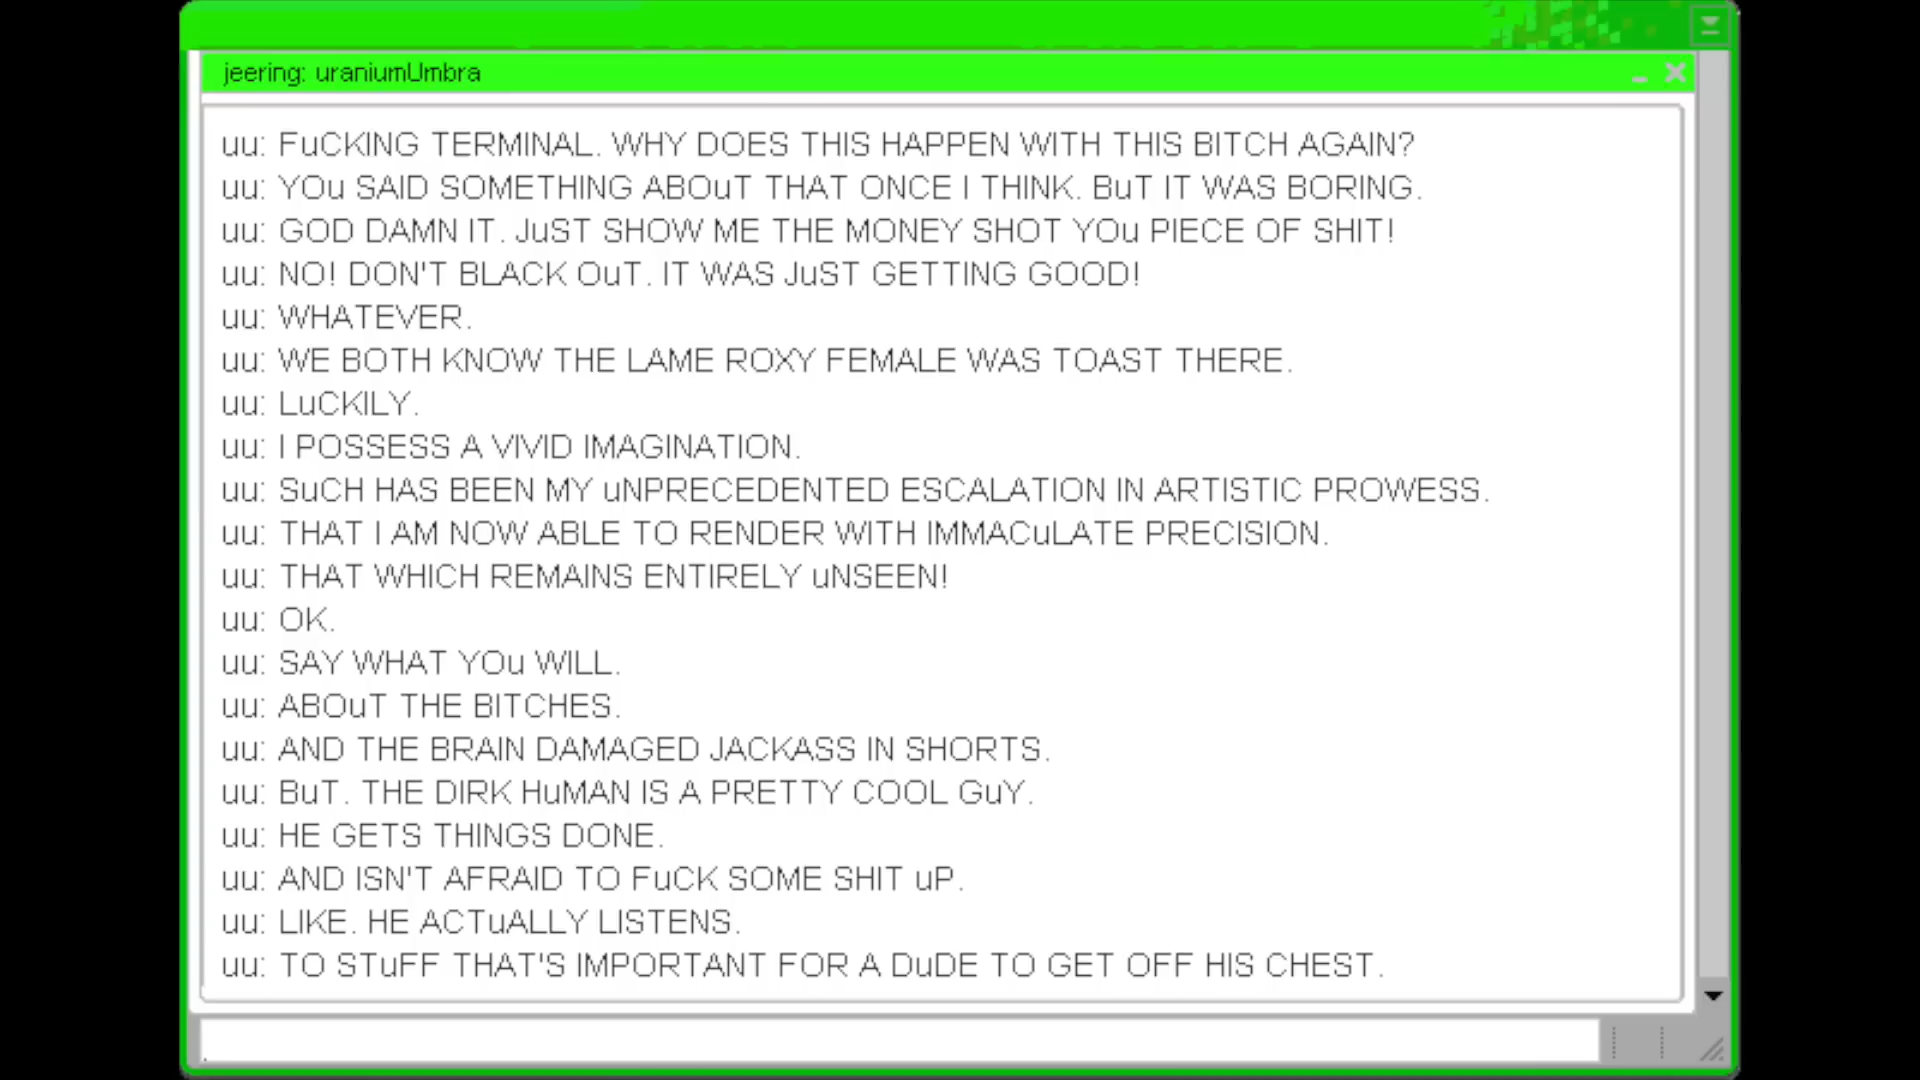 jeering: uraniumUmbra
uu: FuCKING TERMINAL. WHY DOES THIS HAPPEN WITH THIS BITCH AGAIN?
uu: YOu SAID SOMETHING ABOuT THAT ONCE I THINK. BuT IT WAS BORING.
uu: GOD DAMN IT. JuST SHOW ME THE MONEY SHOT YOu PIECE OF SHIT!
uu: NO! DON'T BLACK OuT. IT WAS JuST GETTING GOOD!
uu: WHATEVER.
uu: WE BOTH KNOW THE LAME ROXY FEMALE WAS TOAST THERE.
uu: LuCKILY.
uu: I POSSESS A VIVID IMAGINATION.
uu: SuCH HAS BEEN MY uNPRECEDENTED ESCALATION IN ARTISTIC PROWESS.
uu: THAT I AM NOW ABLE TO RENDER WITH IMMACuLATE PRECISION.
uu: THAT WHICH REMAINS ENTIRELY uNSEEN!
uu: OK.
uu: SAY WHAT YOu WILL.
uu: ABOuT THE BITCHES.
uu: AND THE BRAIN DAMAGED JACKASS IN SHORTS.
uu: BuT. THE DIRK HuMAN IS A PRETTY COOL GuY.
uu: HE GETS THINGS DONE.
uu: AND ISN'T AFRAID TO FuCK SOME SHIT uP.
uu: LIKE. HE ACTuALLY LISTENS.
uu: TO STuFF THAT'S IMPORTANT FOR A DuDE TO GET OFF HIS CHEST.